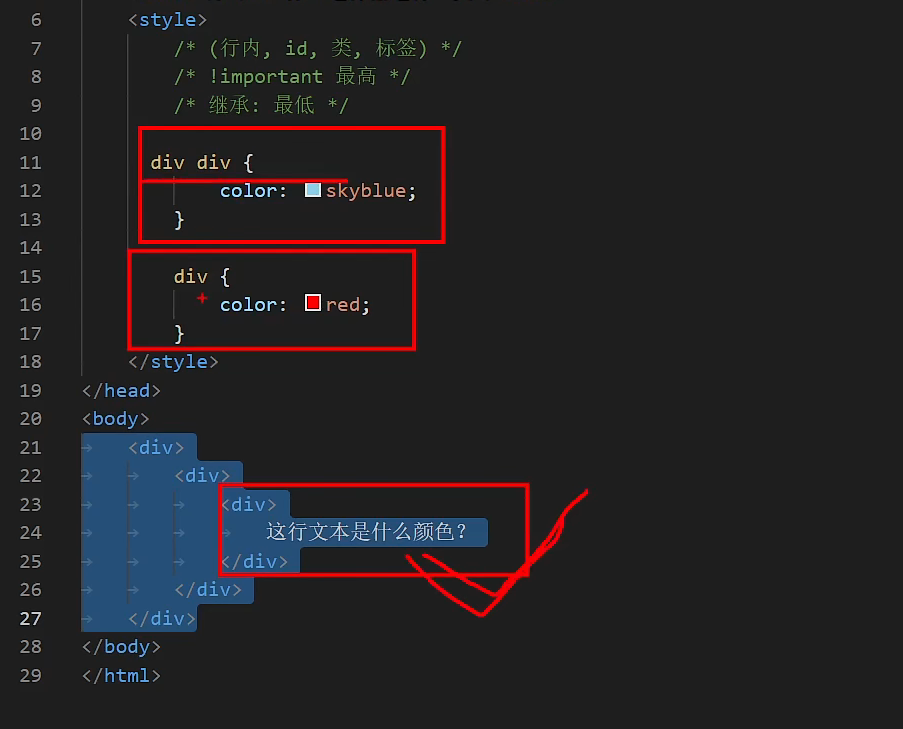 6 <style>
7 /* (行内, id, 类, 标签) */
8 /* !important 最高 */
9 /* 继承: 最低 */
10
11 div div {
12 color: skyblue;
13 }
14
15 div {
16 color: red;
17 }
18 </style>
19 </head>
20 <body>
21 <div>
22 <div>
23 <div>
24 这行文本是什么颜色?
25 </div>
26 </div>
27 </div>
28 </body>
29 </html>